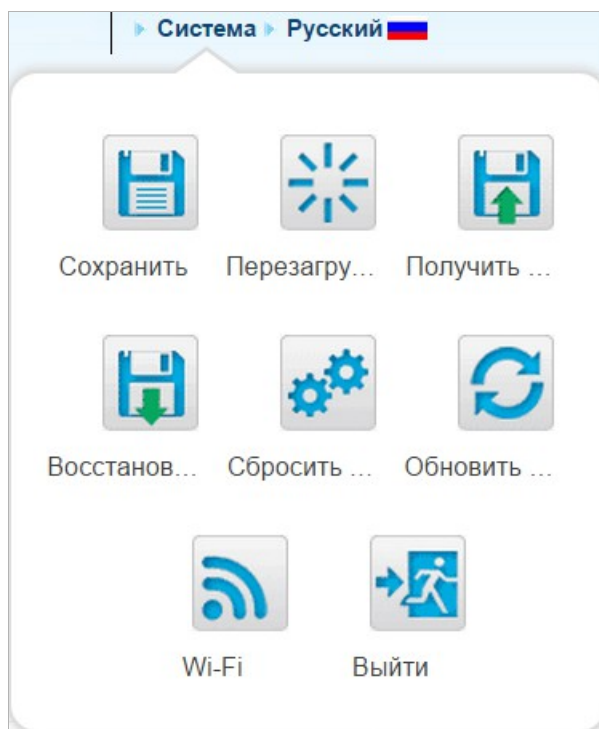 Система Русский
Сохранить Перезагру... Получить ...
Восстанов... Сбросить ... Обновить ...
Wi-Fi Выйти